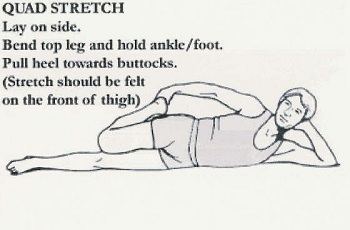 QUAD STRETCH
Lay on side.
Bend top leg and hold ankle/foot.
Pull heel towards buttocks.
(Stretch should be felt
on the front of thigh)